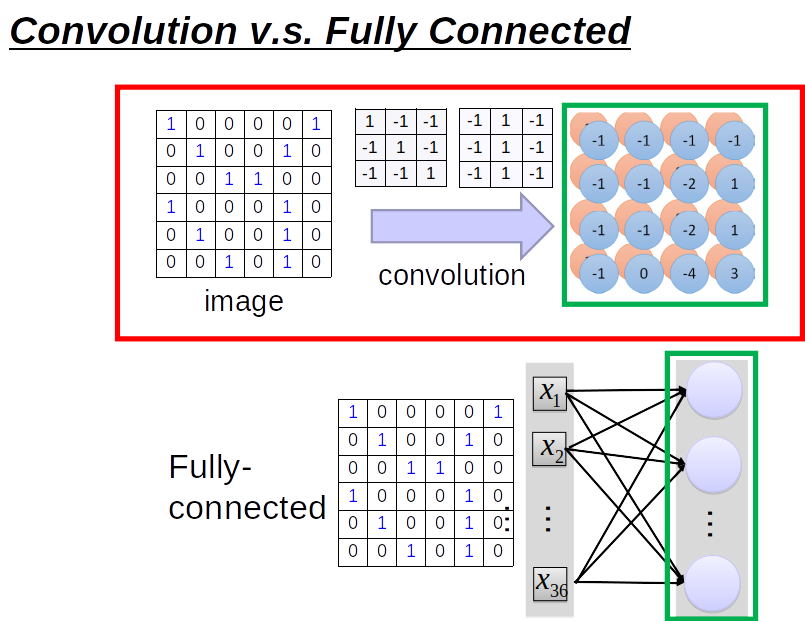 Convolution v.s. Fully Connected
1 0 0 0 0 1
0 1 0 0 1 0
0 0 1 1 0 0
1 0 0 0 1 0
0 1 0 0 1 0
0 0 1 0 1 0
image
1 -1 -1
-1 1 -1
-1 -1 1
-1 1 -1
-1 1 -1
-1 1 -1
convolution
-1 -1 -1 -1
-1 -1 -2 1
-1 -1 -2 1
-1 0 -4 3
Fully-
connected
1 0 0 0 0 1
0 1 0 0 1 0
0 0 1 1 0 0
1 0 0 0 1 0
0 1 0 0 1 0
0 0 1 0 1 0
⋮
x1
x2
⋮
x36
⋮